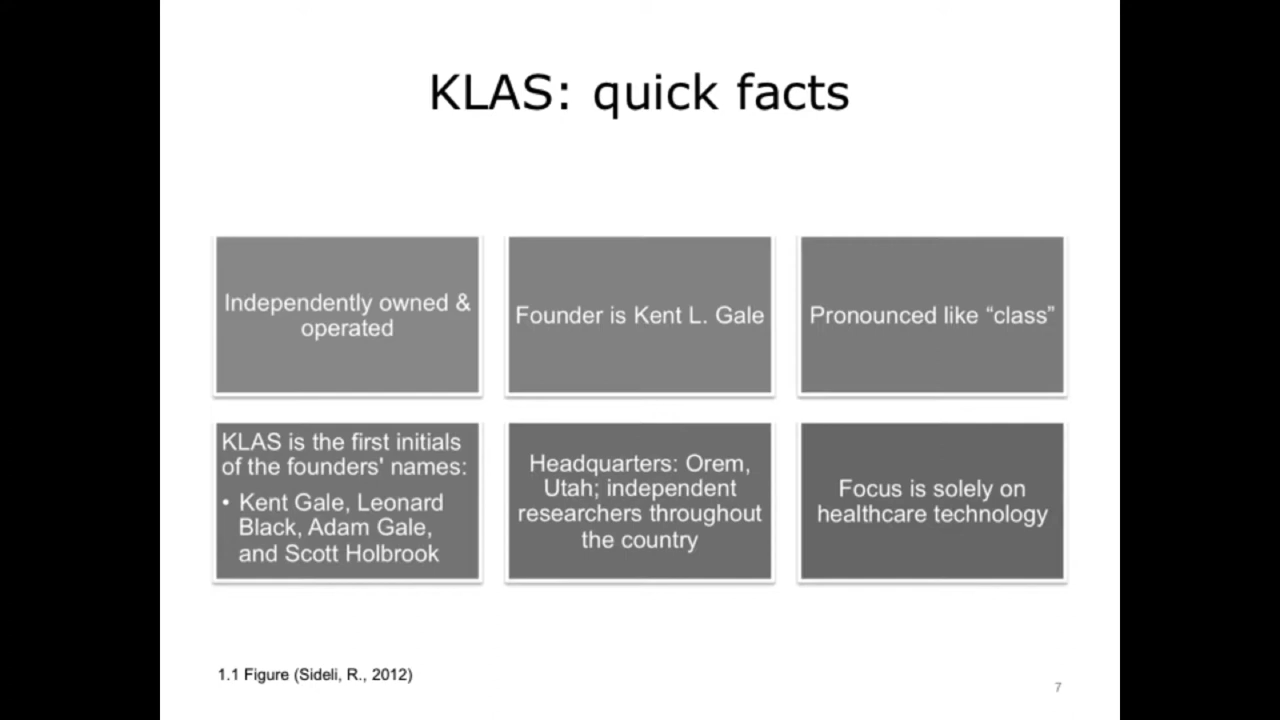 KLAS: quick facts
Independently owned &
operated
Founder is Kent L. Gale
Pronounced like “class”
KLAS is the first initials
of the founders' names:
• Kent Gale, Leonard
Black, Adam Gale,
and Scott Holbrook
Headquarters: Orem,
Utah; independent
researchers throughout
the country
Focus is solely on
healthcare technology
1.1 Figure (Sideli, R., 2012)
7